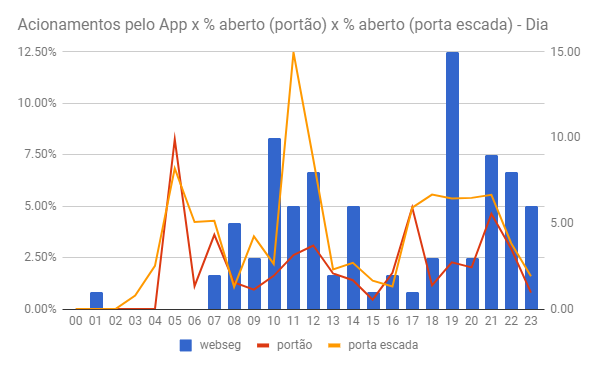 Acionamentos pelo App x % aberto (portão) x % aberto (porta escada) - Dia
12.50% 15.00
10.00% 10.00
7.50%
5.00% 5.00
2.50%
0.00% 0.00
00 01 02 03 04 05 06 07 08 09 10 11 12 13 14 15 16 17 18 19 20 21 22 23
webseg portão porta escada